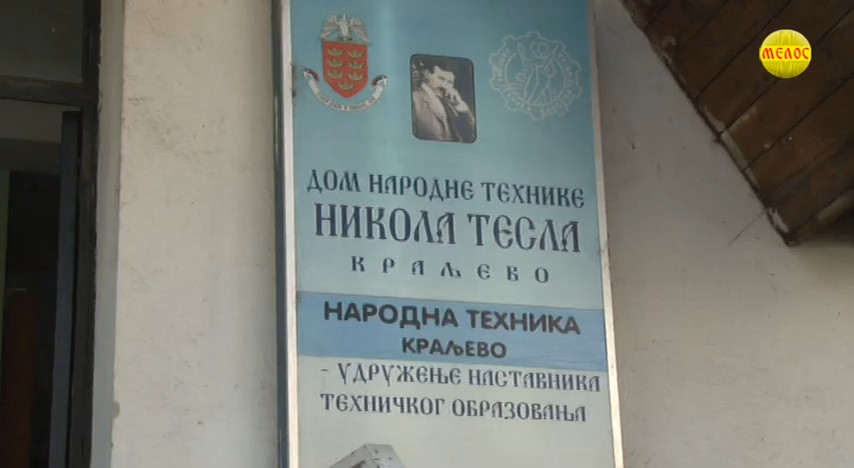 МЕЛОС
ДОМ НАРОДНЕ ТЕХНИКЕ
НИКОЛА ТЕСЛА
КРАЉЕВО
НАРОДНА ТЕХНИКА
КРАЉЕВО
- УДРУЖЕЊЕ НАСТАВНИКА
ТЕХНИЧКОГ ОБРАЗОВАЊА